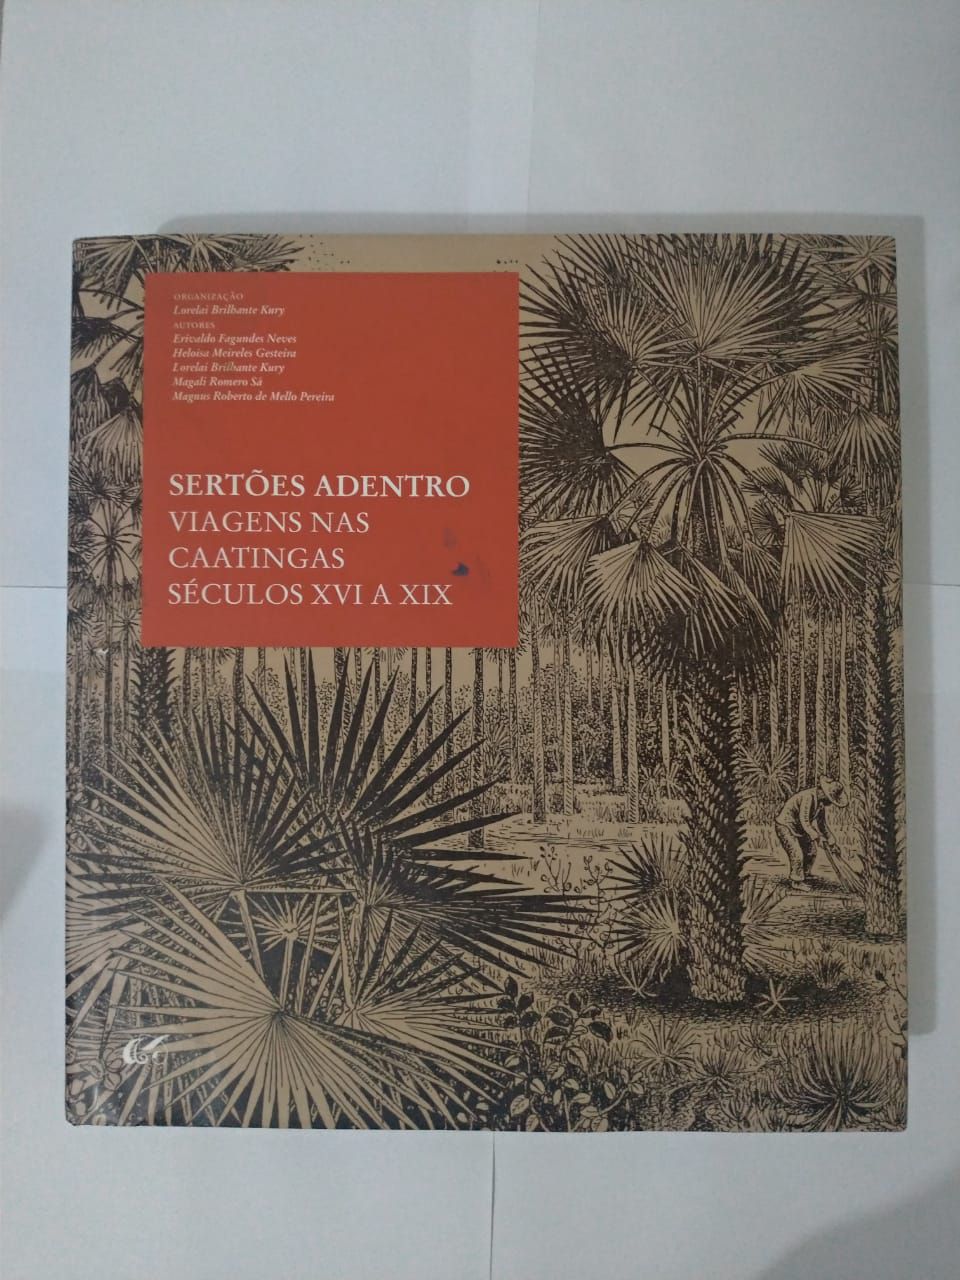 ORGANIZAÇÃO
Lorelai Brilhante Kury
AUTORES
Erivaldo Fagundes Neves
Heloisa Meireles Gesteira
Lorelai Brilhante Kury
Magali Romero Sá
Magnus Roberto de Mello Pereira
SERTÕES ADENTRO
VIAGENS NAS
CAATINGAS
SÉCULOS XVI A XIX